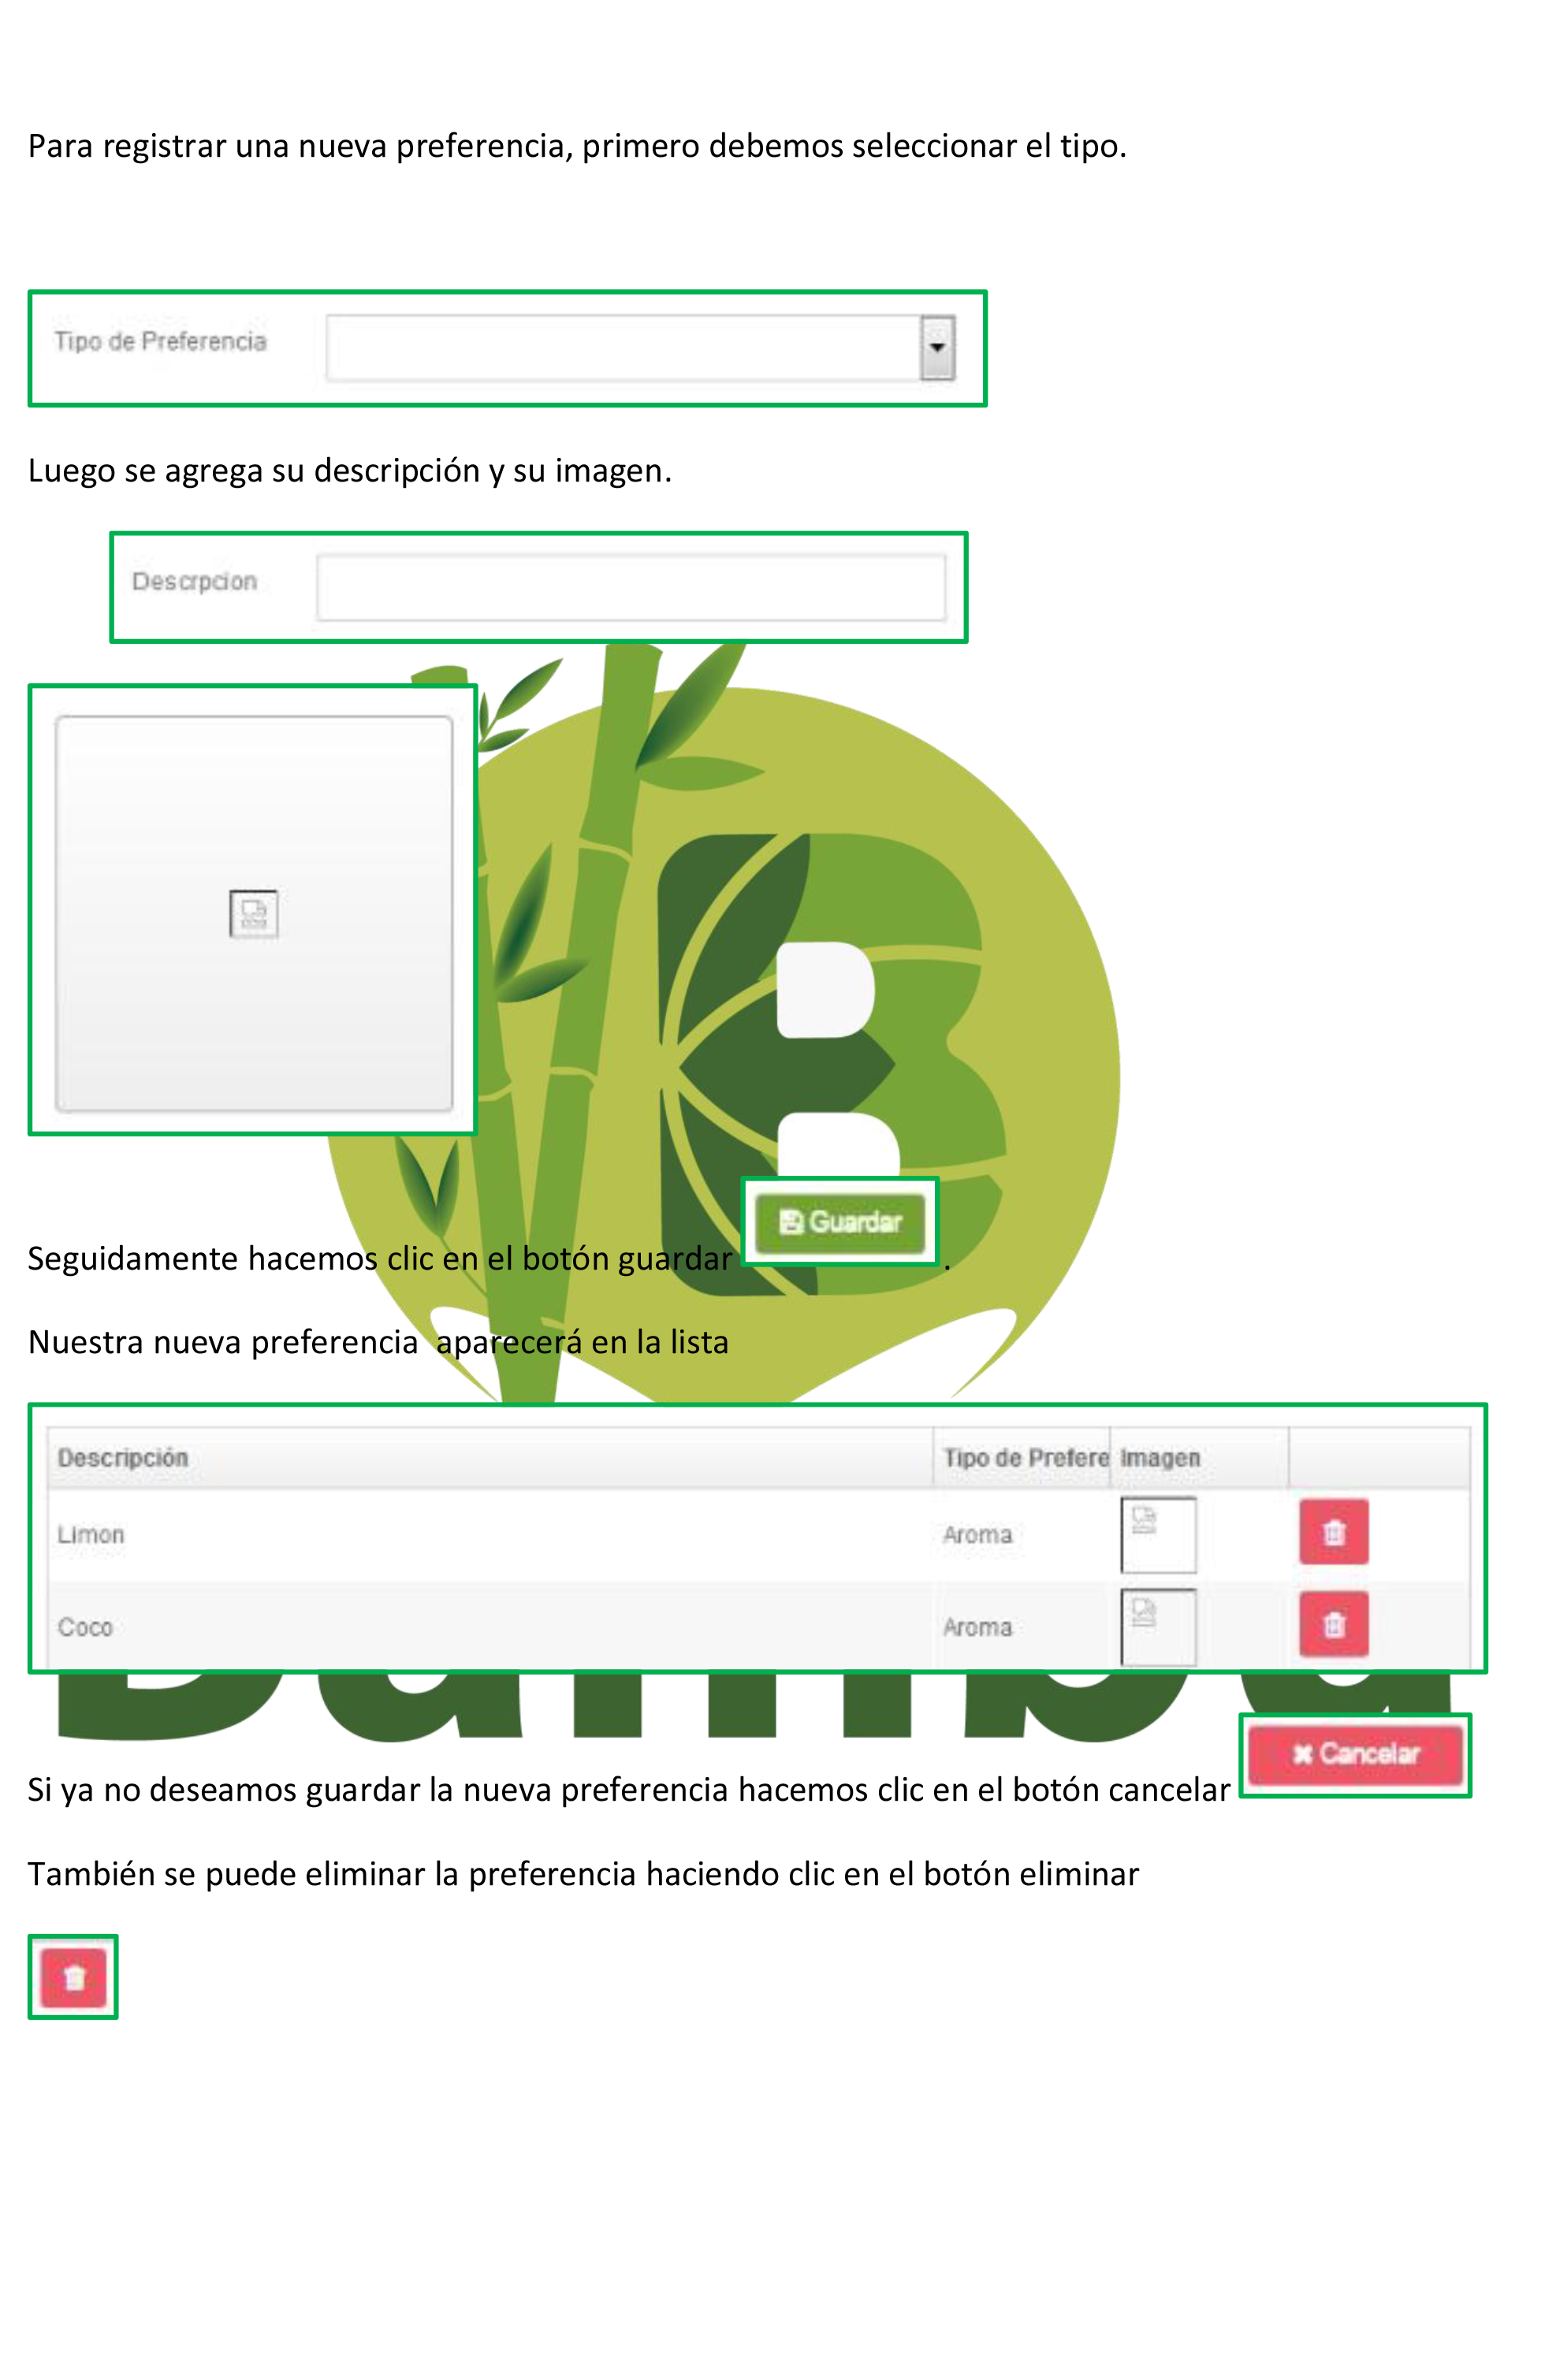 Para registrar una nueva preferencia, primero debemos seleccionar el tipo.
Tipo de Preferencia
Luego se agrega su descripción y su imagen.
Descrpcion
B
Guardar
Seguidamente hacemos clic en el botón guardar .
Nuestra nueva preferencia aparecerá en la lista
Descripción Tipo de Prefere Imagen
Limon Aroma
Coco Aroma
Cancelar
Si ya no deseamos guardar la nueva preferencia hacemos clic en el botón cancelar
También se puede eliminar la preferencia haciendo clic en el botón eliminar